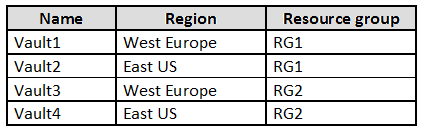 Name Region Resource group
Vault1 West Europe RG1
Vault2 East US RG1
Vault3 West Europe RG2
Vault4 East US RG2